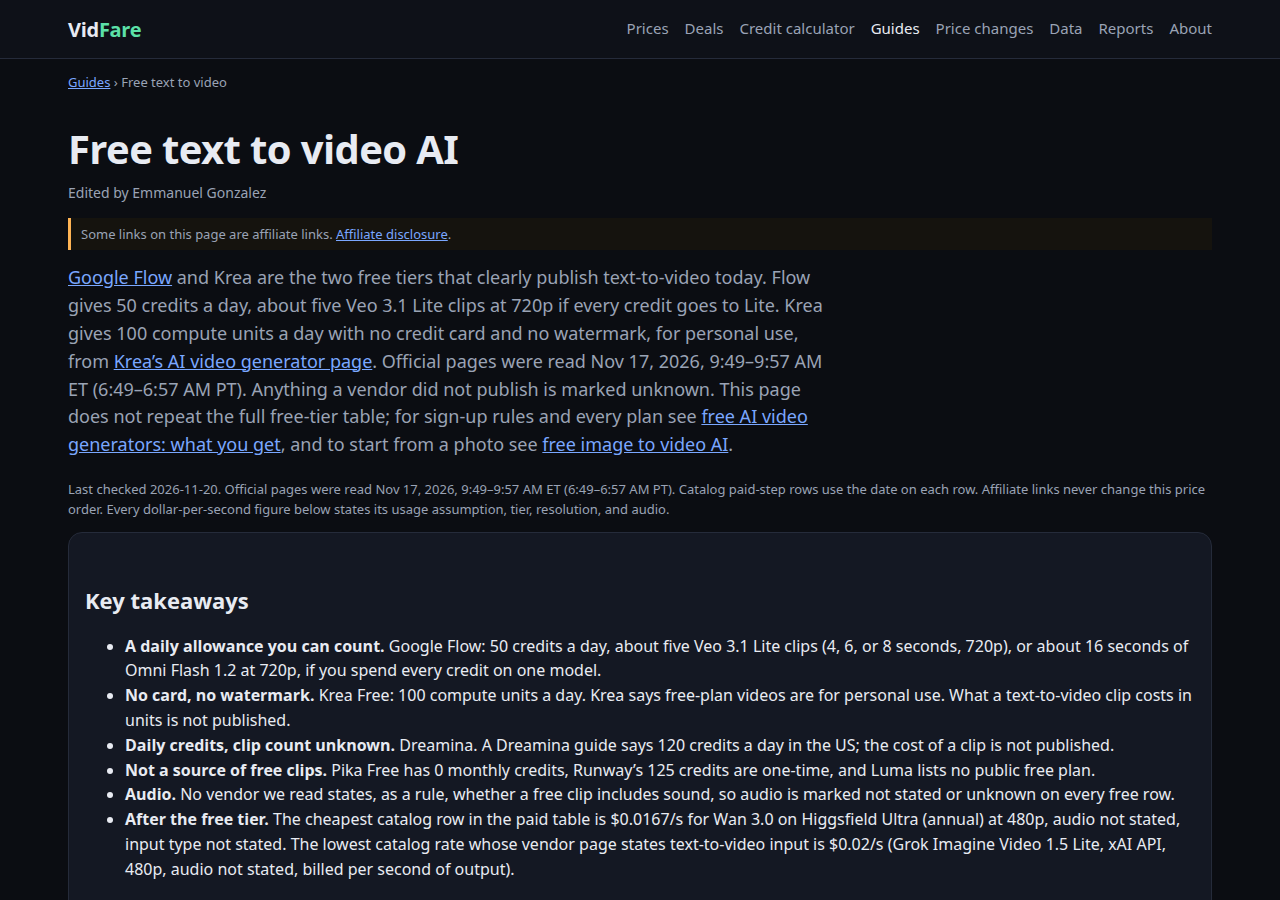 VidFare
Prices Deals Credit calculator Guides Price changes Data Reports About
Guides › Free text to video
Free text to video AI
Edited by Emmanuel Gonzalez
Some links on this page are affiliate links. Affiliate disclosure.
Google Flow and Krea are the two free tiers that clearly publish text-to-video today. Flow
gives 50 credits a day, about five Veo 3.1 Lite clips at 720p if every credit goes to Lite. Krea
gives 100 compute units a day with no credit card and no watermark, for personal use,
from Krea’s AI video generator page. Official pages were read Nov 17, 2026, 9:49–9:57 AM
ET (6:49–6:57 AM PT). Anything a vendor did not publish is marked unknown. This page
does not repeat the full free-tier table; for sign-up rules and every plan see free AI video
generators: what you get, and to start from a photo see free image to video AI.
Last checked 2026-11-20. Official pages were read Nov 17, 2026, 9:49–9:57 AM ET (6:49–6:57 AM PT). Catalog paid-step rows use the date on each row. Affiliate links never change this price
order. Every dollar-per-second figure below states its usage assumption, tier, resolution, and audio.
Key takeaways
• A daily allowance you can count. Google Flow: 50 credits a day, about five Veo 3.1 Lite clips (4, 6, or 8 seconds, 720p), or about 16 seconds of
Omni Flash 1.2 at 720p, if you spend every credit on one model.
• No card, no watermark. Krea Free: 100 compute units a day. Krea says free-plan videos are for personal use. What a text-to-video clip costs in
units is not published.
• Daily credits, clip count unknown. Dreamina. A Dreamina guide says 120 credits a day in the US; the cost of a clip is not published.
• Not a source of free clips. Pika Free has 0 monthly credits, Runway’s 125 credits are one-time, and Luma lists no public free plan.
• Audio. No vendor we read states, as a rule, whether a free clip includes sound, so audio is marked not stated or unknown on every free row.
• After the free tier. The cheapest catalog row in the paid table is $0.0167/s for Wan 3.0 on Higgsfield Ultra (annual) at 480p, audio not stated,
input type not stated. The lowest catalog rate whose vendor page states text-to-video input is $0.02/s (Grok Imagine Video 1.5 Lite, xAI API,
480p, audio not stated, billed per second of output).